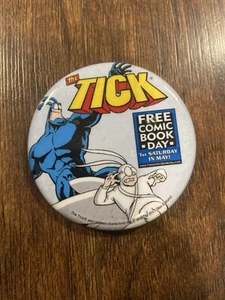 THE
TICK
FREE
COMIC
BOOK
•DAY•
1st SATURDAY
IN MAY!